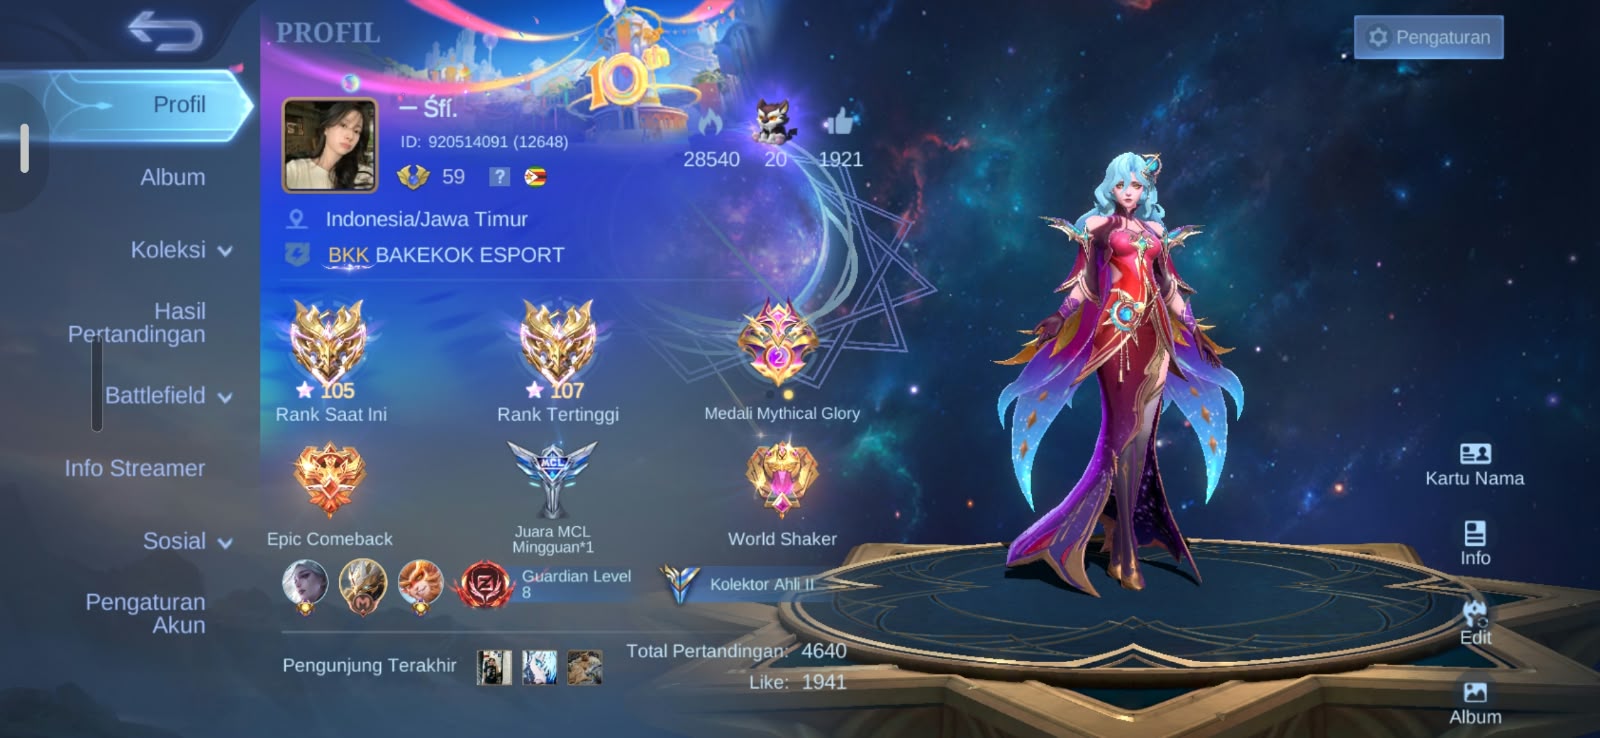 PROFIL
Pengaturan
Profil
Album
Koleksi
Hasil
Pertandingan
Battlefield
Info Streamer
Sosial
Pengaturan
Akun
10th
— Śfí.
ID: 920514091 (12648)
59
?
28540
20
1921
Indonesia/Jawa Timur
BKK BAKEKOK ESPORT
105
Rank Saat Ini
107
Rank Tertinggi
2
Medali Mythical Glory
Epic Comeback
MCL
Juara MCL
Mingguan*1
World Shaker
M
Guardian Level
8
Kolektor Ahli II
Pengunjung Terakhir
Total Pertandingan: 4640
Like: 1941
Kartu Nama
Info
Edit
Album